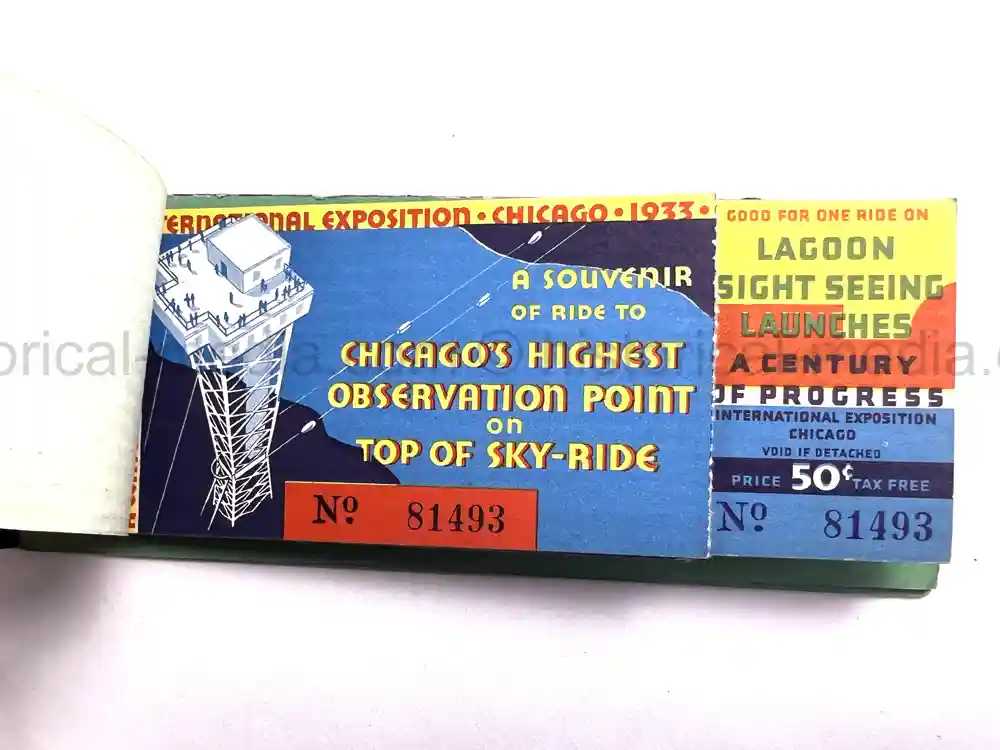 TERNATIONAL EXPOSITION • CHICAGO • 1933 •
A SOUVENIR
OF RIDE TO
CHICAGO'S HIGHEST
OBSERVATION POINT
on
TOP OF SKY-RIDE
Nº 81493
GOOD FOR ONE RIDE ON
LAGOON
SIGHT SEEING
LAUNCHES
A CENTURY
OF PROGRESS
INTERNATIONAL EXPOSITION
CHICAGO
VOID IF DETACHED
PRICE 50¢ TAX FREE
Nº 81493